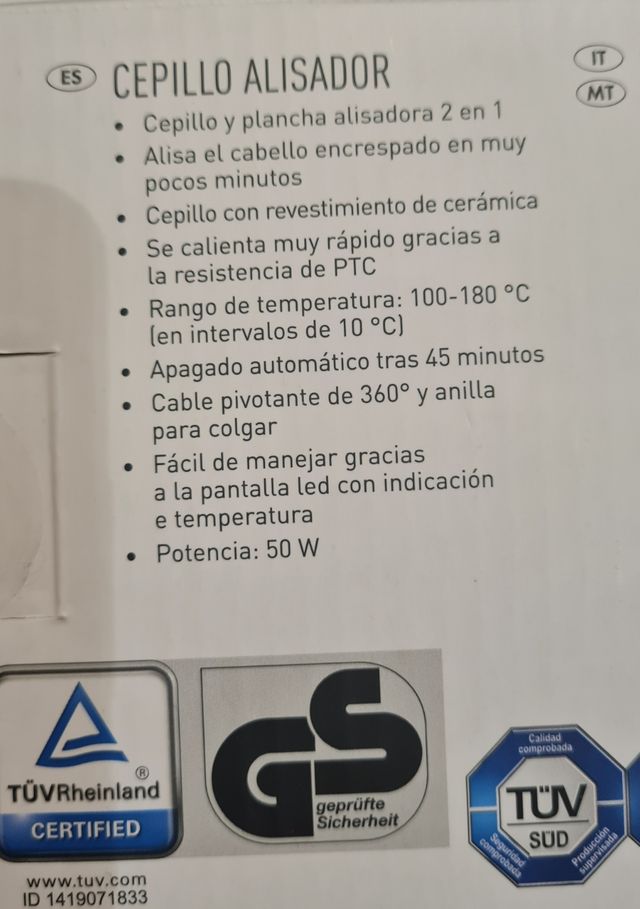 ES CEPILLO ALISADOR
• Cepillo y plancha alisadora 2 en 1
• Alisa el cabello encrespado en muy
pocos minutos
• Cepillo con revestimiento de cerámica
• Se calienta muy rápido gracias a
la resistencia de PTC
• Rango de temperatura: 100-180 °C
(en intervalos de 10 °C)
• Apagado automático tras 45 minutos
• Cable pivotante de 360° y anilla
para colgar
• Fácil de manejar gracias
a la pantalla led con indicación
e temperatura
• Potencia: 50 W
IT
MT
®
TÜVRheinland
CERTIFIED
www.tuv.com
ID 1419071833
GS
geprüfte
Sicherheit
Calidad
comprobada
TÜV
SÜD
Seguridad
comprobada
Producción
supervisada